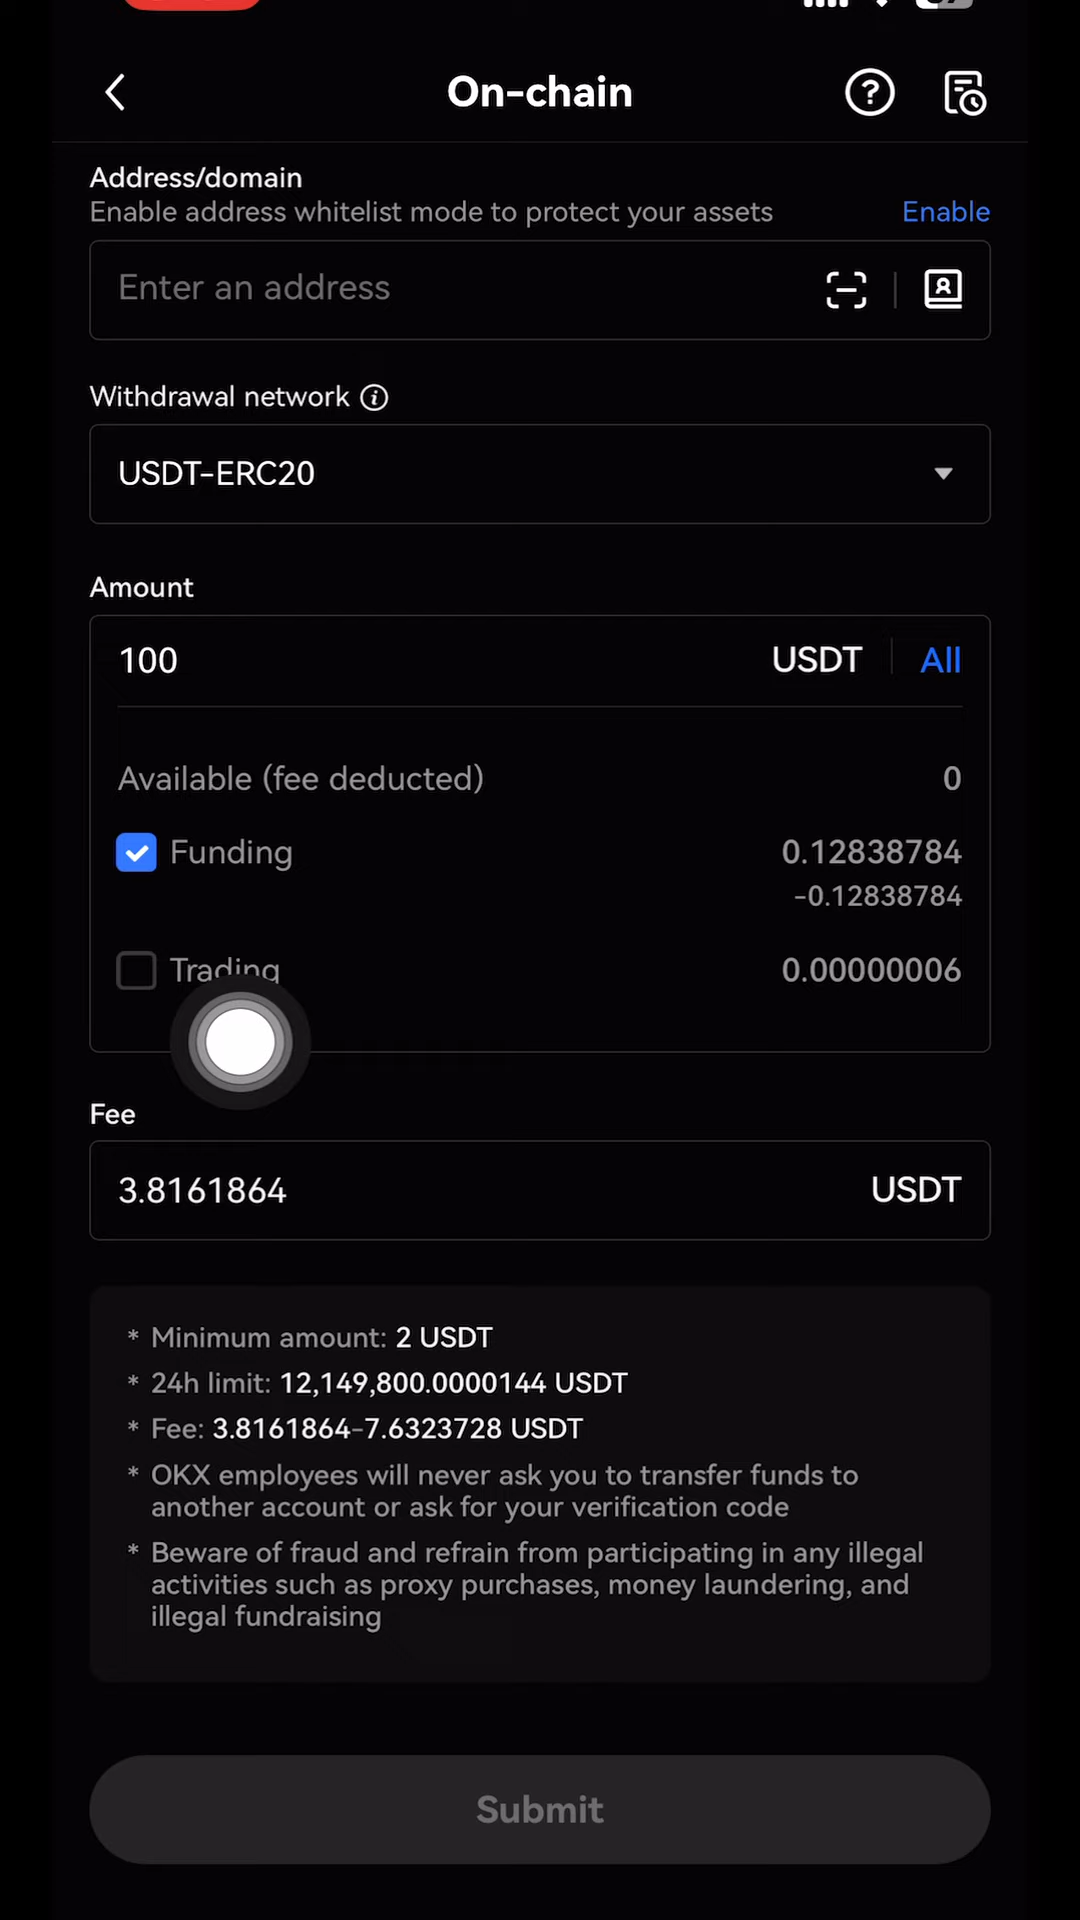 On-chain
Address/domain
Enable address whitelist mode to protect your assets Enable
Enter an address
Withdrawal network
USDT-ERC20
Amount
100 USDT All
Available (fee deducted) 0
Funding 0.12838784
-0.12838784
Trading 0.00000006
Fee
3.8161864 USDT
* Minimum amount: 2 USDT
* 24h limit: 12,149,800.0000144 USDT
* Fee: 3.8161864-7.6323728 USDT
* OKX employees will never ask you to transfer funds to
another account or ask for your verification code
* Beware of fraud and refrain from participating in any illegal
activities such as proxy purchases, money laundering, and
illegal fundraising
Submit